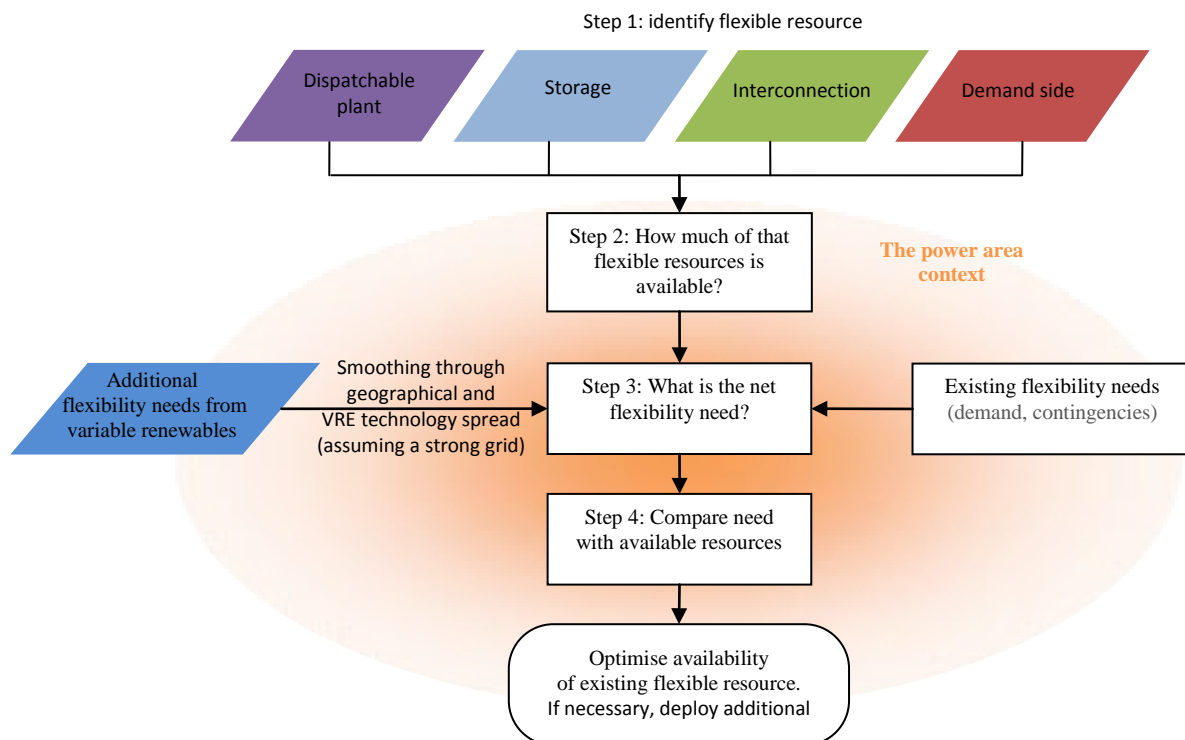 Step 1: identify flexible resource
Dispatchable
plant
Storage
Interconnection
Demand side
Step 2: How much of that
flexible resources is
available?
The power area
context
Additional
flexibility needs from
variable renewables
Smoothing through
geographical and
VRE technology spread
(assuming a strong grid)
Step 3: What is the net
flexibility need?
Existing flexibility needs
(demand, contingencies)
Step 4: Compare need
with available resources
Optimise availability
of existing flexible resource.
If necessary, deploy additional